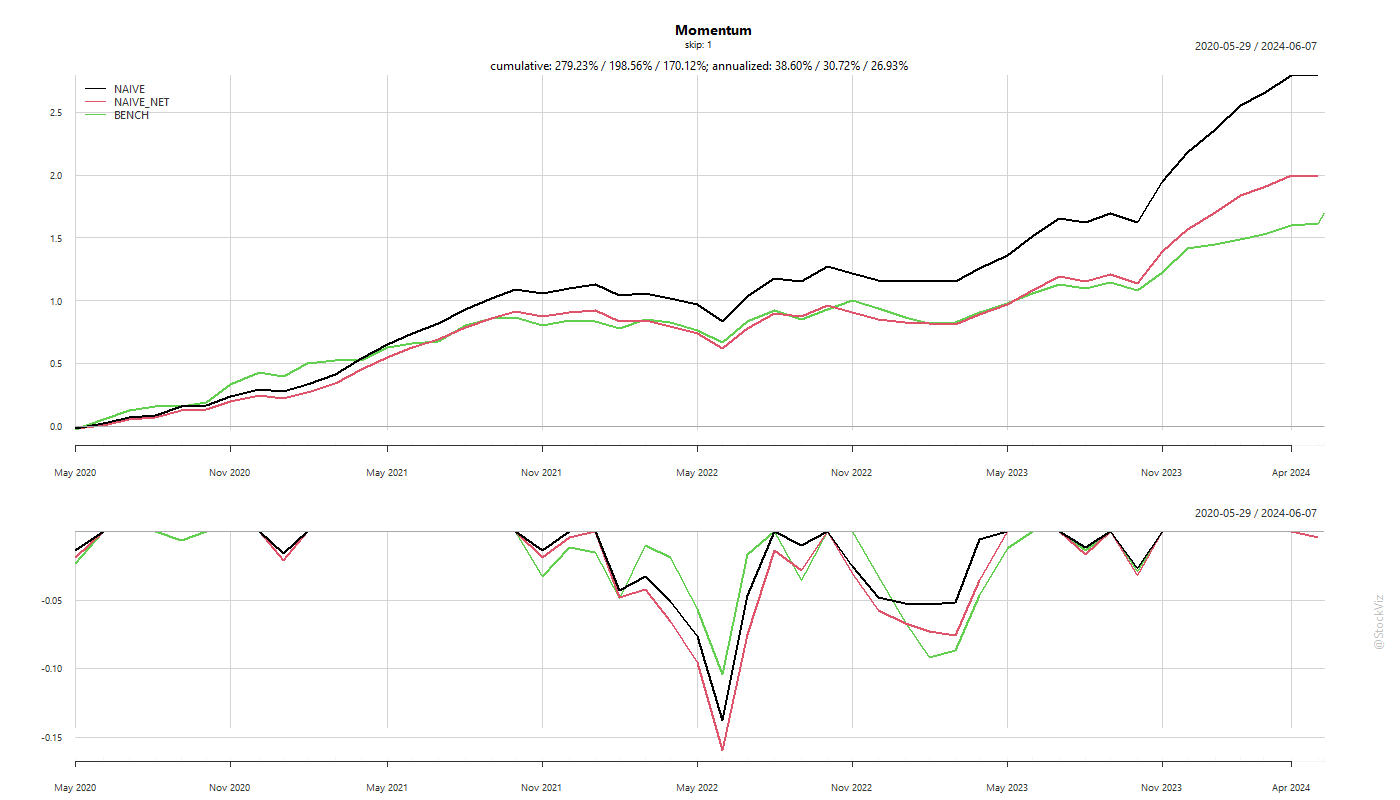 Momentum
skip: 1
2020-05-29 / 2024-06-07
cumulative: 279.23% / 198.56% / 170.12%; annualized: 38.60% / 30.72% / 26.93%
NAIVE
NAIVE_NET
BENCH
2.5
2.0
1.5
1.0
0.5
0.0
May 2020 Nov 2020 May 2021 Nov 2021 May 2022 Nov 2022 May 2023 Nov 2023 Apr 2024
2020-05-29 / 2024-06-07
-0.05
-0.10
-0.15
May 2020 Nov 2020 May 2021 Nov 2021 May 2022 Nov 2022 May 2023 Nov 2023 Apr 2024
@StockViz